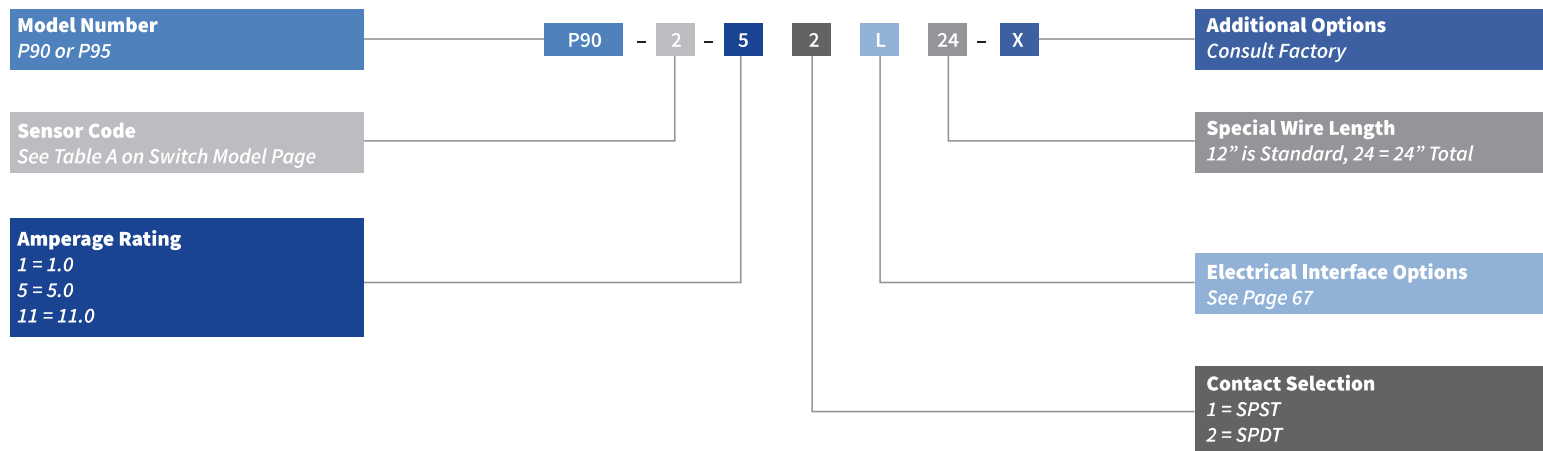 Model Number
P90 or P95
P90 – 2 – 5 2 L 24 – X
Additional Options
Consult Factory
Sensor Code
See Table A on Switch Model Page
Special Wire Length
12” is Standard, 24 = 24” Total
Amperage Rating
1 = 1.0
5 = 5.0
11 = 11.0
Electrical Interface Options
See Page 67
Contact Selection
1 = SPST
2 = SPDT